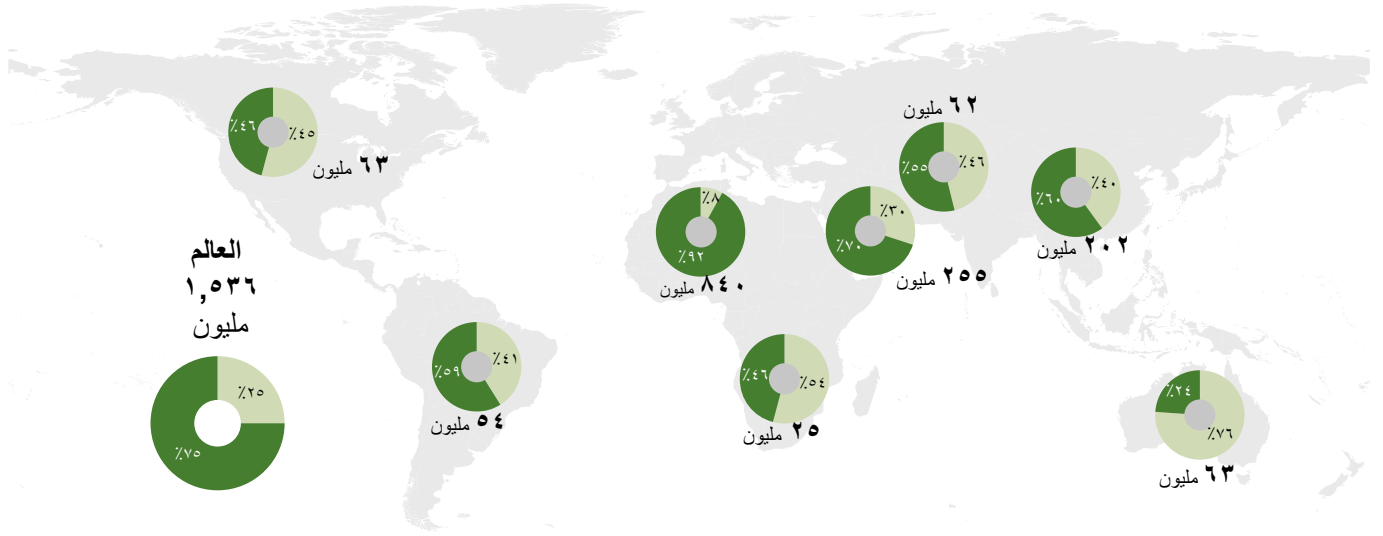 ٦٢ مليون
٪٤٦
٪٥٥
٪٤٥
٪٤٦
٦٣ مليون
٪٤٠
٪٦٠
٢٠٢ مليون
٪٣٠
٪٧٠
٢٥٥ مليون
٪٨
٪٩٢
٨٤٠ مليون
العالم
١,٥٣٦
مليون
٪٢٥
٪٧٥
٪٤١
٪٥٩
٥٤ مليون
٪٥٤
٪٤٦
٢٥ مليون
٪٢٤
٪٧٦
٦٣ مليون